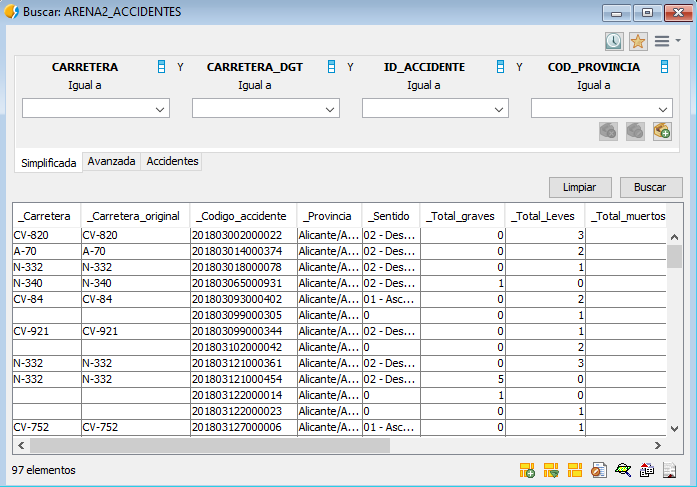 Buscar: ARENA2_ACCIDENTES
CARRETERA Y CARRETERA_DGT Y ID_ACCIDENTE Y COD_PROVINCIA
Igual a Igual a Igual a Igual a
Simplificada Avanzada Accidentes
Limpiar Buscar
_Carretera _Carretera_original _Codigo_accidente _Provincia _Sentido _Total_graves _Total_Leves _Total_muertos
CV-820 CV-820 201803002000022 Alicante/A... 02 - Des... 0 3
A-70 A-70 201803014000374 Alicante/A... 02 - Des... 0 2
N-332 N-332 201803018000078 Alicante/A... 02 - Des... 0 1
N-340 N-340 201803065000931 Alicante/A... 02 - Des... 1 0
CV-84 CV-84 201803093000402 Alicante/A... 01 - Asc... 0 2
201803099000305 Alicante/A... 0 0 1
CV-921 CV-921 201803099000344 Alicante/A... 02 - Des... 0 1
201803102000042 Alicante/A... 0 0 2
N-332 N-332 201803121000361 Alicante/A... 02 - Des... 0 3
N-332 N-332 201803121000454 Alicante/A... 02 - Des... 5 0
201803122000014 Alicante/A... 0 1 0
201803122000023 Alicante/A... 0 0 1
CV-752 CV-752 201803127000006 Alicante/A... 01 - Asc... 0 1
97 elementos